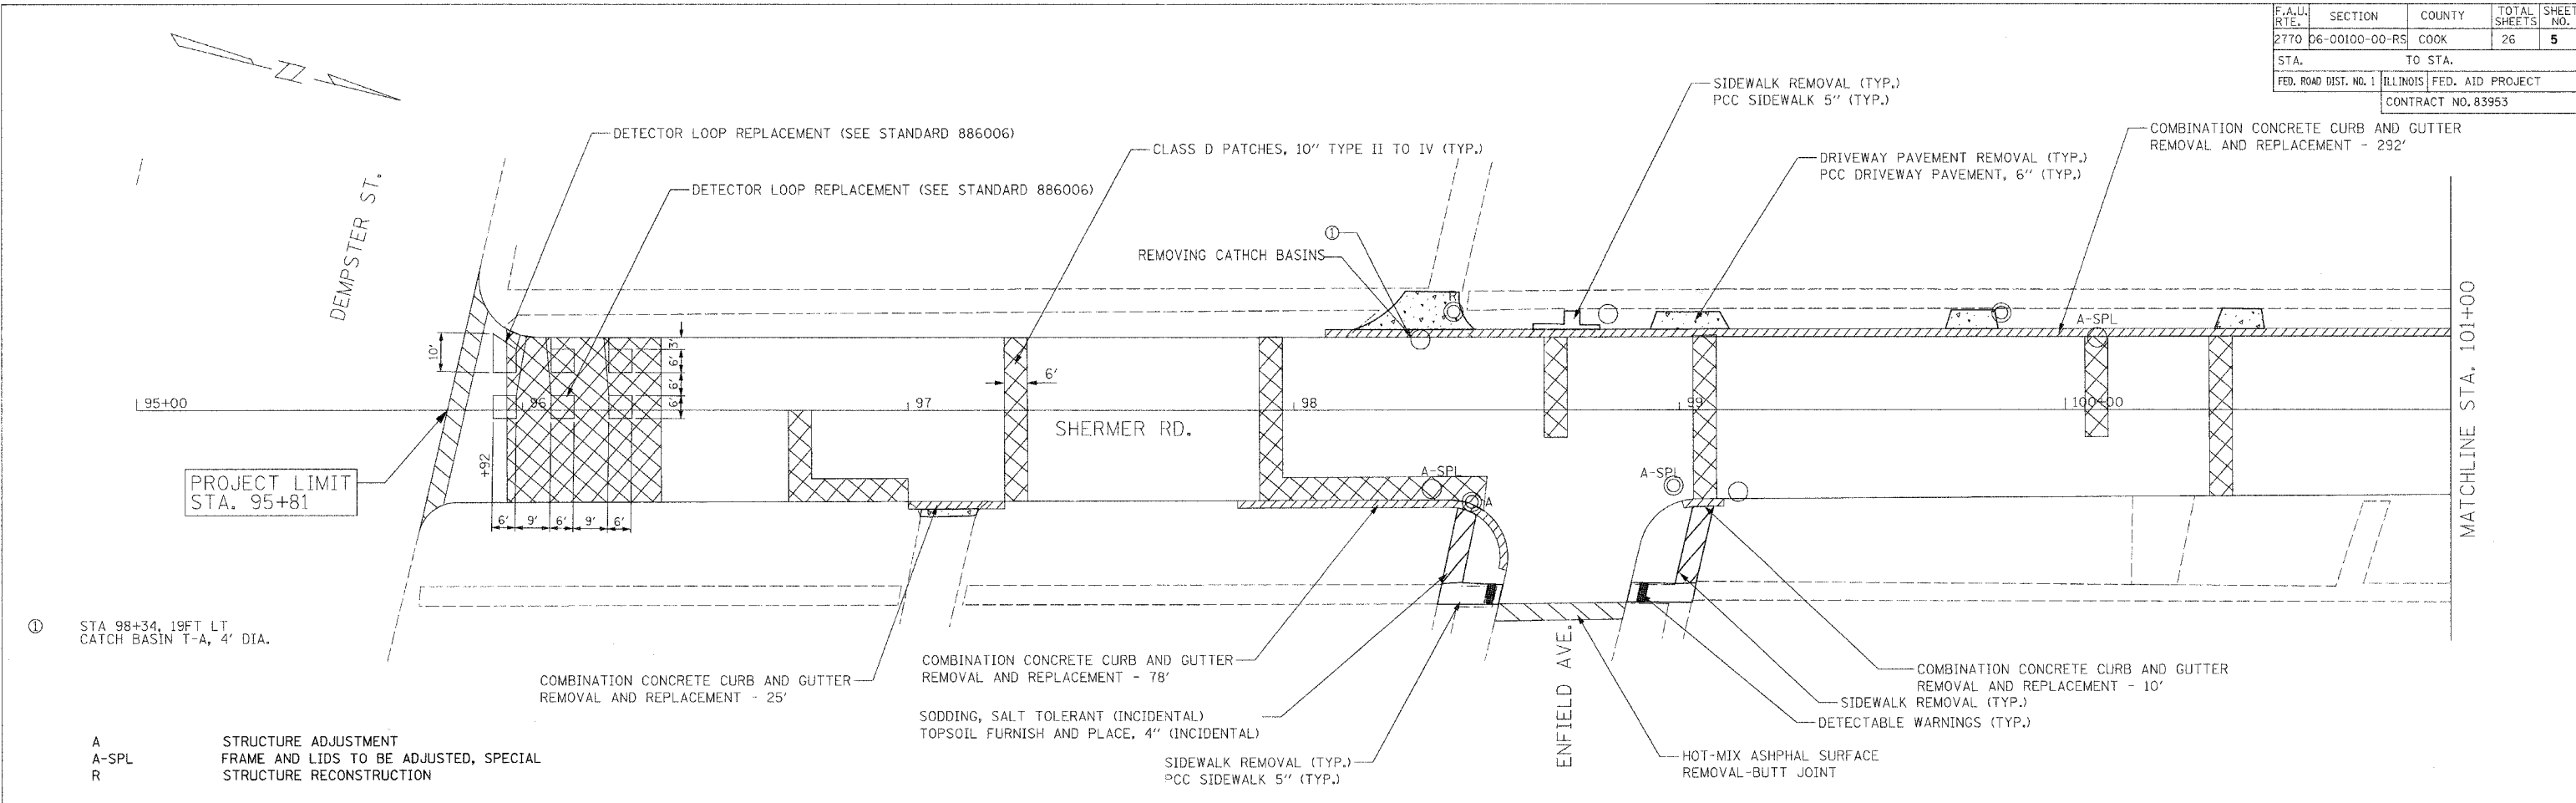 F.A.U. RTE. SECTION COUNTY TOTAL SHEETS SHEET NO.
2770 06-00100-00-RS COOK 26 5
STA. TO STA.
FED. ROAD DIST. NO. 1 ILLINOIS FED. AID PROJECT
CONTRACT NO. 83953
Z
SIDEWALK REMOVAL (TYP.)
PCC SIDEWALK 5" (TYP.)
DETECTOR LOOP REPLACEMENT (SEE STANDARD 886006)
CLASS D PATCHES, 10" TYPE II TO IV (TYP.)
COMBINATION CONCRETE CURB AND GUTTER
REMOVAL AND REPLACEMENT - 292'
DRIVEWAY PAVEMENT REMOVAL (TYP.)
PCC DRIVEWAY PAVEMENT, 6" (TYP.)
DETECTOR LOOP REPLACEMENT (SEE STANDARD 886006)
DEMPSTER ST.
①
REMOVING CATHCH BASINS
R
A-SPL
MATCHLINE STA. 101+00
10'
3'
6'
6'
6'
6'
95+00
96
97
98
99
100+00
SHERMER RD.
+92
PROJECT LIMIT
STA. 95+81
A-SPL
A-SPL
A
6'
9'
6'
9'
6'
① STA 98+34, 19FT LT
CATCH BASIN T-A, 4' DIA.
COMBINATION CONCRETE CURB AND GUTTER
REMOVAL AND REPLACEMENT - 25'
COMBINATION CONCRETE CURB AND GUTTER
REMOVAL AND REPLACEMENT - 78'
SODDING, SALT TOLERANT (INCIDENTAL)
TOPSOIL FURNISH AND PLACE, 4" (INCIDENTAL)
SIDEWALK REMOVAL (TYP.)
PCC SIDEWALK 5" (TYP.)
ENFIELD AVE.
COMBINATION CONCRETE CURB AND GUTTER
REMOVAL AND REPLACEMENT - 10'
SIDEWALK REMOVAL (TYP.)
DETECTABLE WARNINGS (TYP.)
HOT-MIX ASHPHAL SURFACE
REMOVAL-BUTT JOINT
A STRUCTURE ADJUSTMENT
A-SPL FRAME AND LIDS TO BE ADJUSTED, SPECIAL
R STRUCTURE RECONSTRUCTION